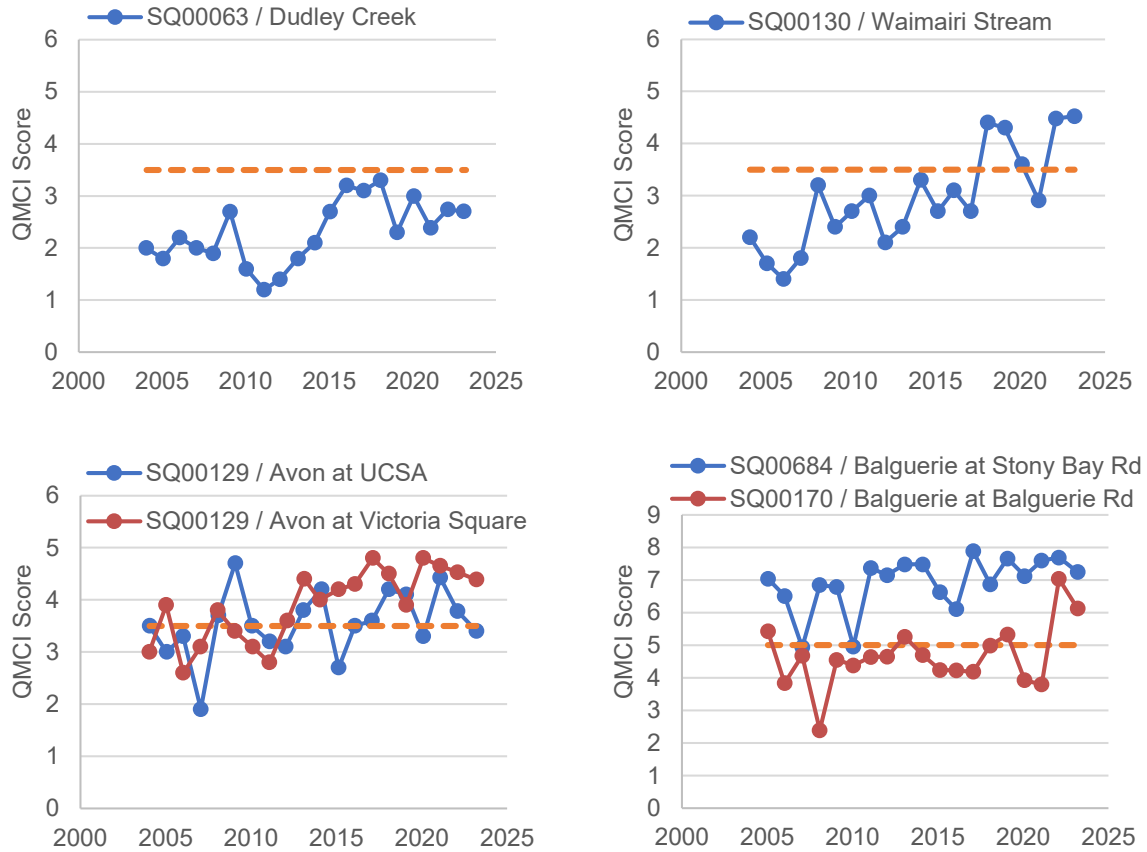 SQ00063 / Dudley Creek
6
5
4
3
2
1
0
QMCI Score
2000 2005 2010 2015 2020 2025
SQ00130 / Waimairi Stream
6
5
4
3
2
1
0
QMCI Score
2000 2005 2010 2015 2020 2025
SQ00129 / Avon at UCSA
SQ00129 / Avon at Victoria Square
6
5
4
3
2
1
0
QMCI Score
2000 2005 2010 2015 2020 2025
SQ00684 / Balguerie at Stony Bay Rd
SQ00170 / Balguerie at Balguerie Rd
9
8
7
6
5
4
3
2
1
0
QMCI Score
2000 2005 2010 2015 2020 2025